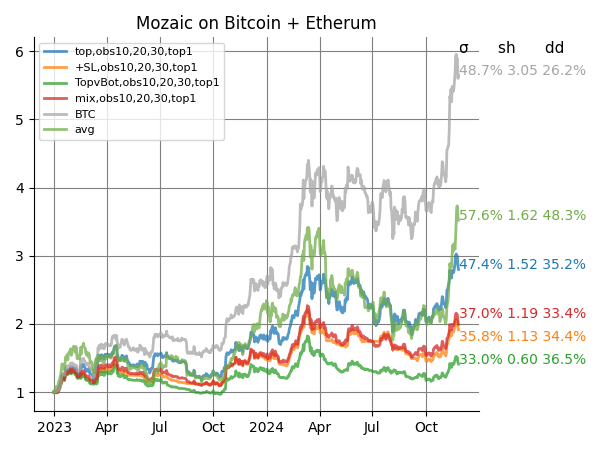 Mozaic on Bitcoin + Etherum
σ sh dd
top,obs10,20,30,top1
+SL,obs10,20,30,top1
TopvBot,obs10,20,30,top1
mix,obs10,20,30,top1
BTC
avg
48.7% 3.05 26.2%
57.6% 1.62 48.3%
47.4% 1.52 35.2%
37.0% 1.19 33.4%
35.8% 1.13 34.4%
33.0% 0.60 36.5%
6
5
4
3
2
1
2023 Apr Jul Oct 2024 Apr Jul Oct